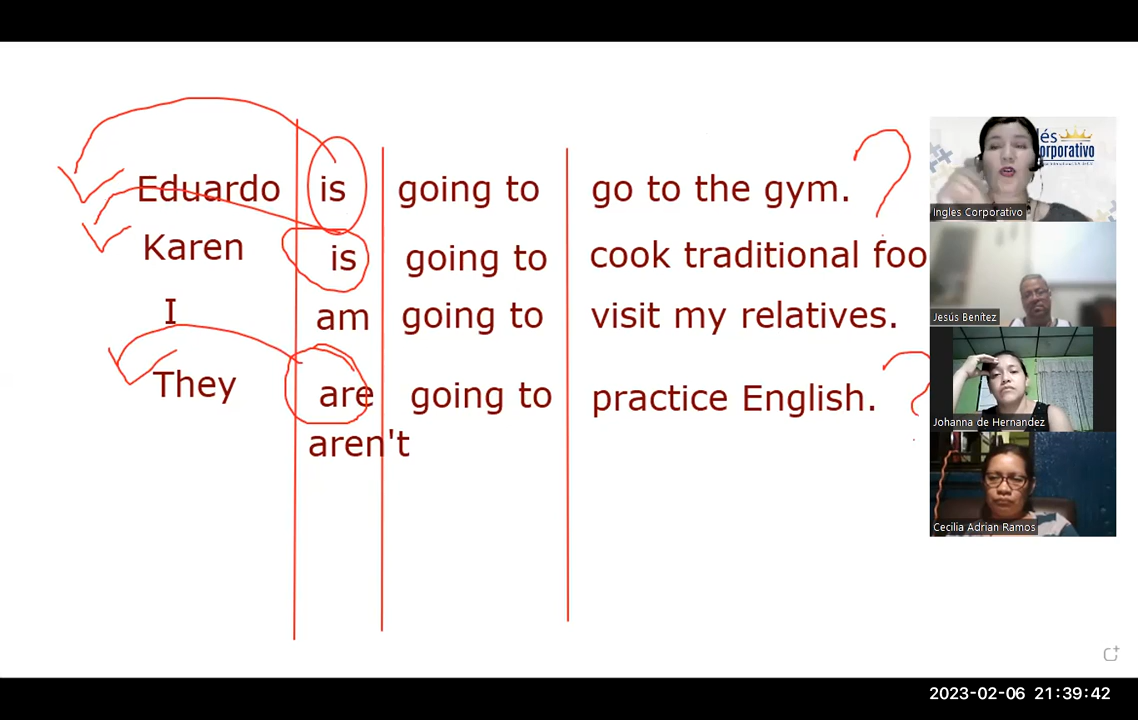 Eduardo is going to go to the gym. ?
Karen is going to cook traditional foo
I am going to visit my relatives.
They are going to practice English. ?
aren't
és
orporativo
Ingles Corporativo
Jesús Benítez
Johanna de Hernandez
Cecilia Adrian Ramos
2023-02-06 21:39:42